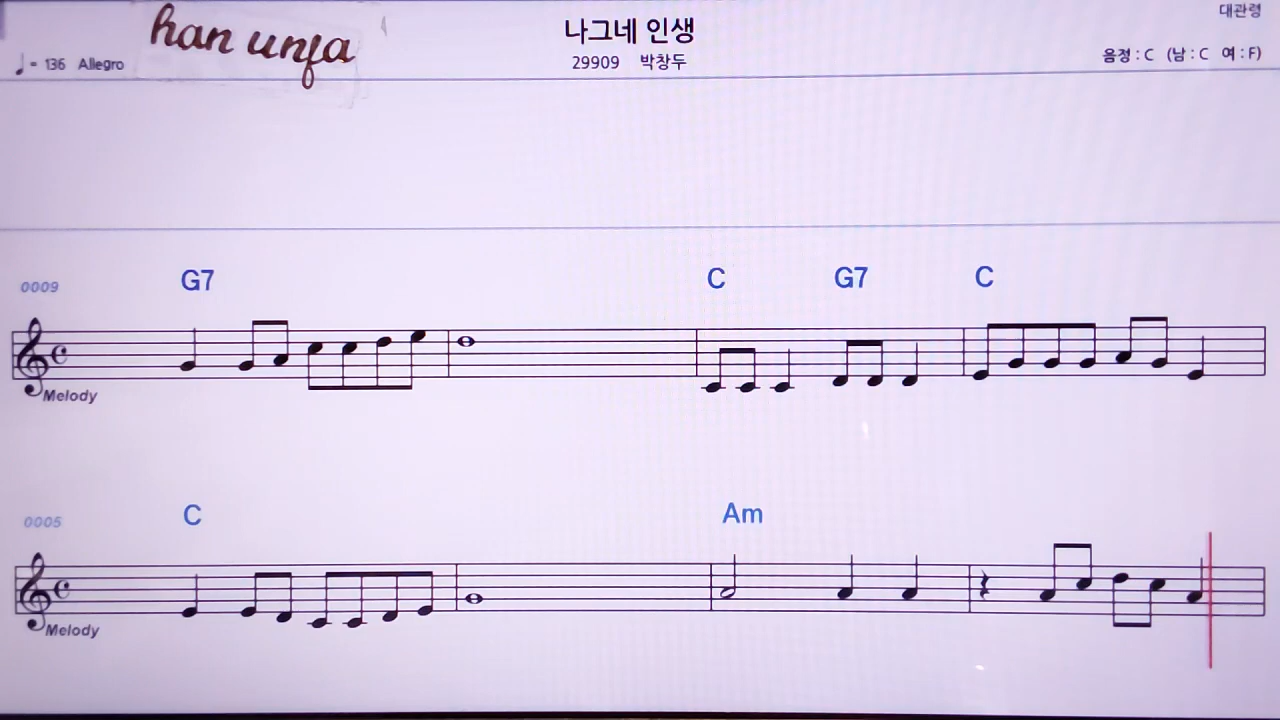 han unja
나그네 인생
대관령
♩= 136 Allegro
29909 박창두
음정 : C (남 : C 여 : F)
G7 C G7 C
0009
Melody
C Am
0005
Melody